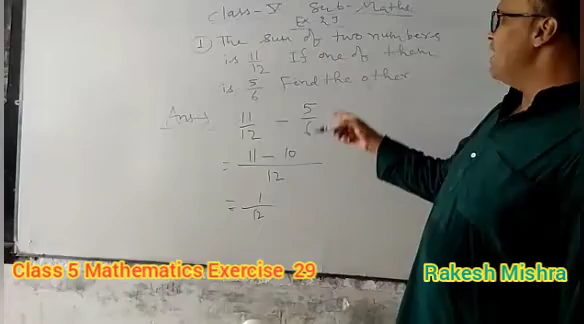 Class-V Sub-Mathe
Ex 29
1) The sum of two numbers
is 11/12 If one of them
is 5/6 Find the other
Ans→ 11/12 - 5/6
= 11 - 10 / 12
= 1/12
Class 5 Mathematics Exercise 29
Rakesh Mishra